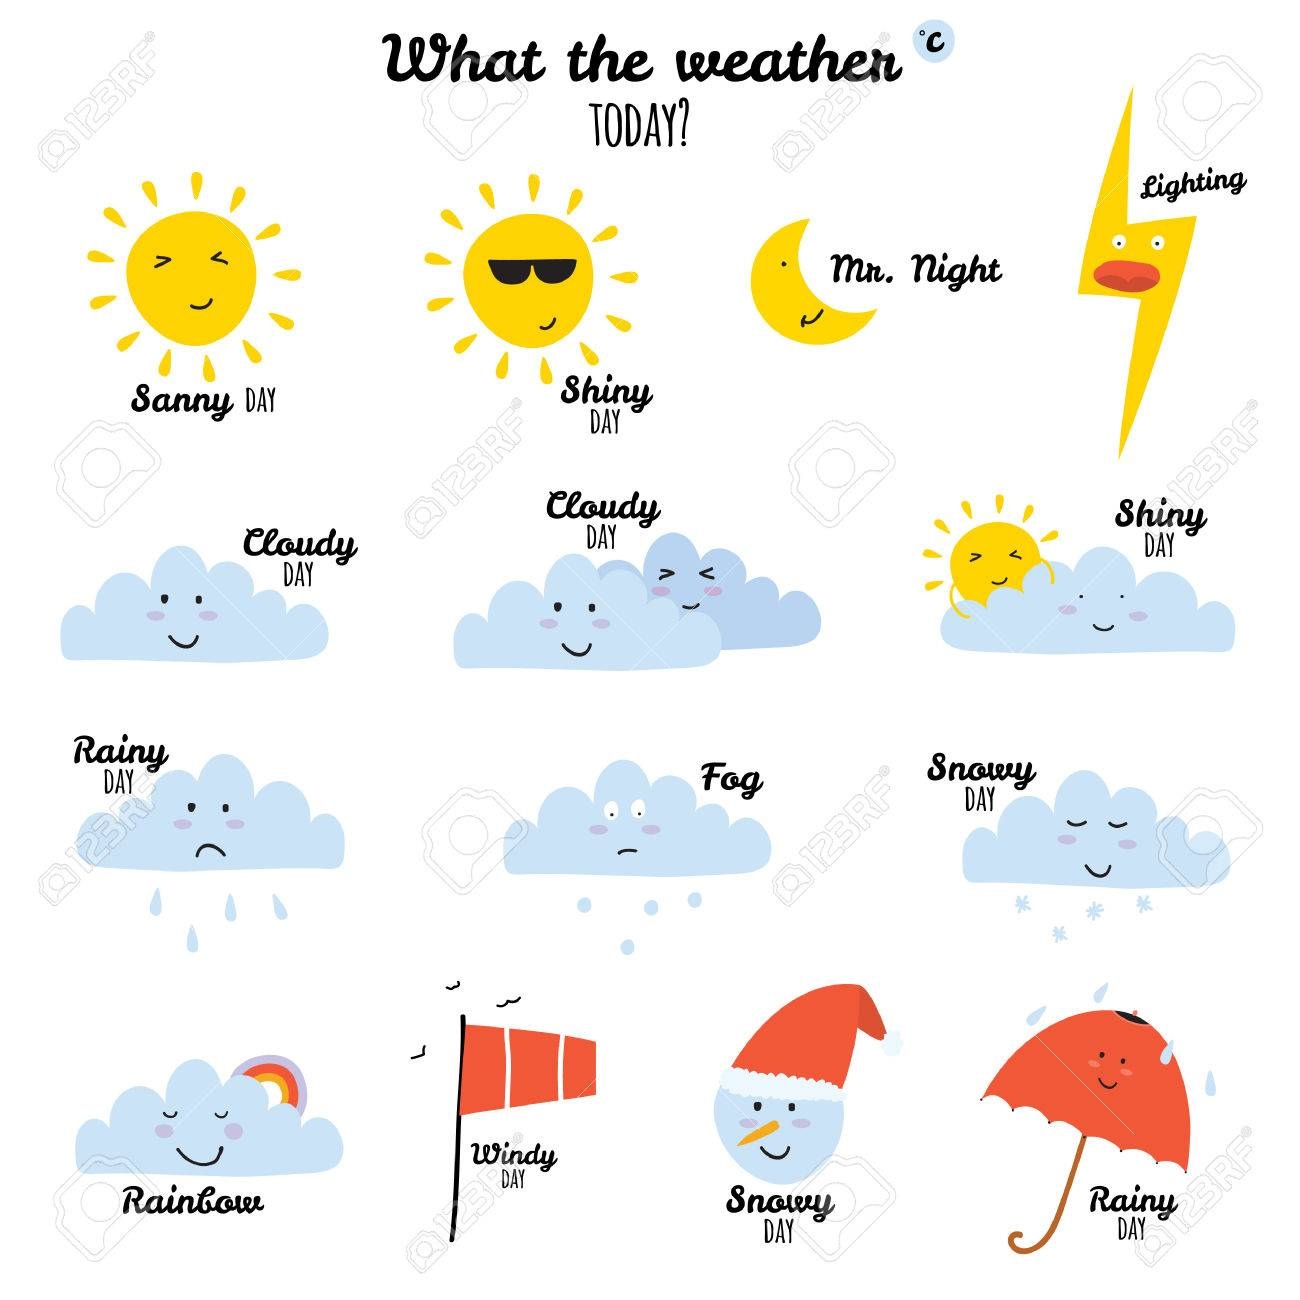 What the weather °C
TODAY?
Lighting
Mr. Night
Sanny DAY
Shiny
DAY
Cloudy
DAY
Cloudy
DAY
Shiny
DAY
Rainy
DAY
Fog
Snowy
DAY
Rainbow
Windy
DAY
Snowy
DAY
Rainy
DAY
123RF